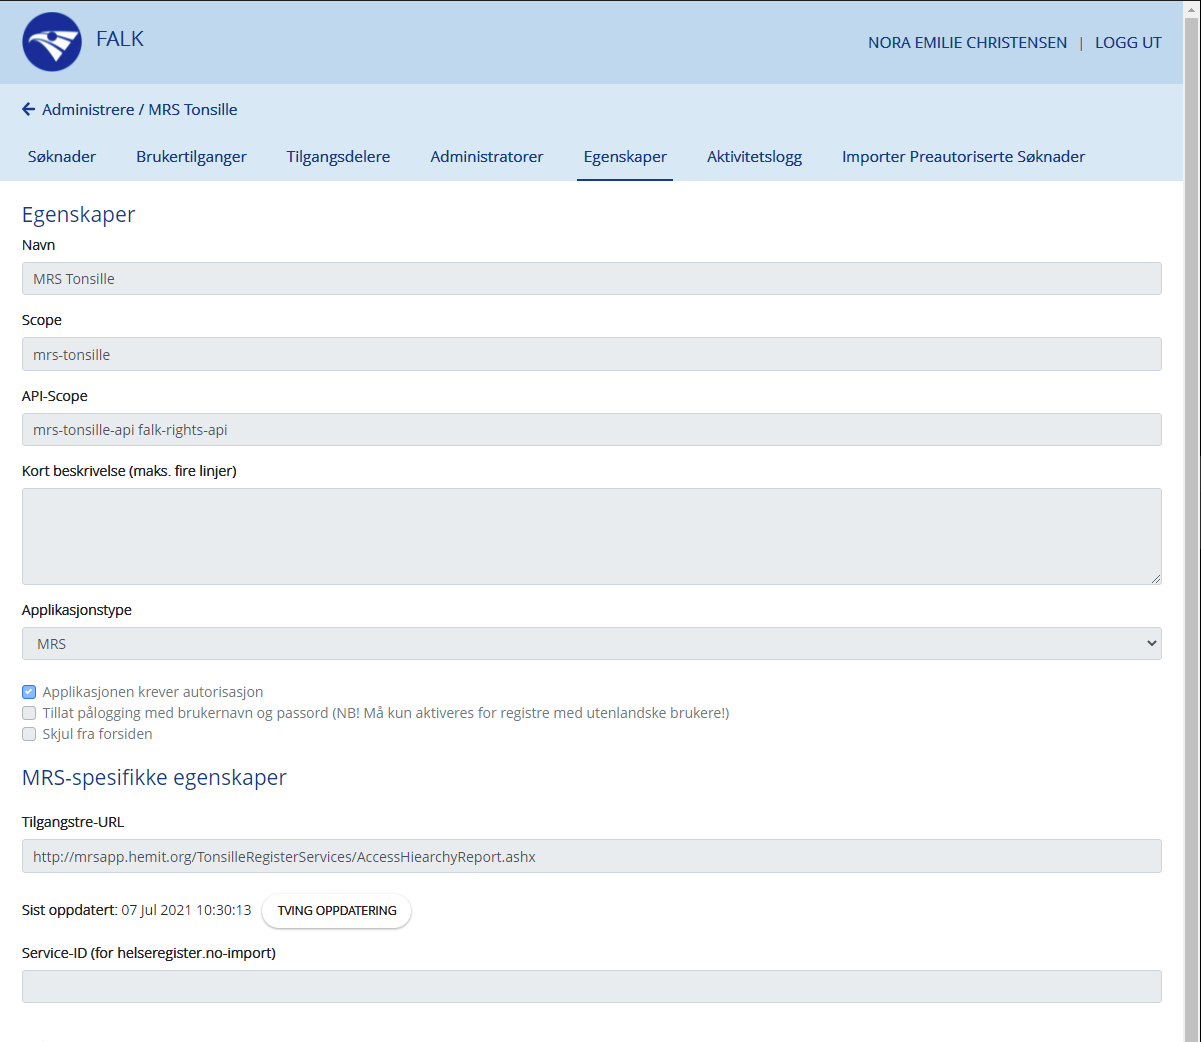 FALK
NORA EMILIE CHRISTENSEN | LOGG UT
Administrere / MRS Tonsille
Søknader Brukertilganger Tilgangsdelere Administratorer Egenskaper Aktivitetslogg Importer Preautoriserte Søknader
Egenskaper
Navn
MRS Tonsille
Scope
mrs-tonsille
API-Scope
mrs-tonsille-api falk-rights-api
Kort beskrivelse (maks. fire linjer)
Applikasjonstype
MRS
Applikasjonen krever autorisasjon
Tillat pålogging med brukernavn og passord (NB! Må kun aktiveres for registre med utenlandske brukere!)
Skjul fra forsiden
MRS-spesifikke egenskaper
Tilgangstre-URL
http://mrsapp.hemit.org/TonsilleRegisterServices/AccessHiearchyReport.ashx
Sist oppdatert: 07 Jul 2021 10:30:13 TVING OPPDATERING
Service-ID (for helseregister.no-import)